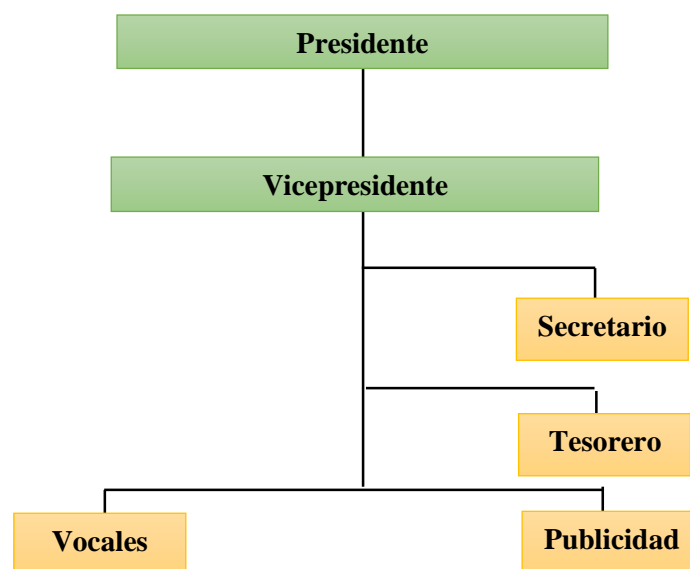 Presidente
Vicepresidente
Secretario
Tesorero
Vocales
Publicidad